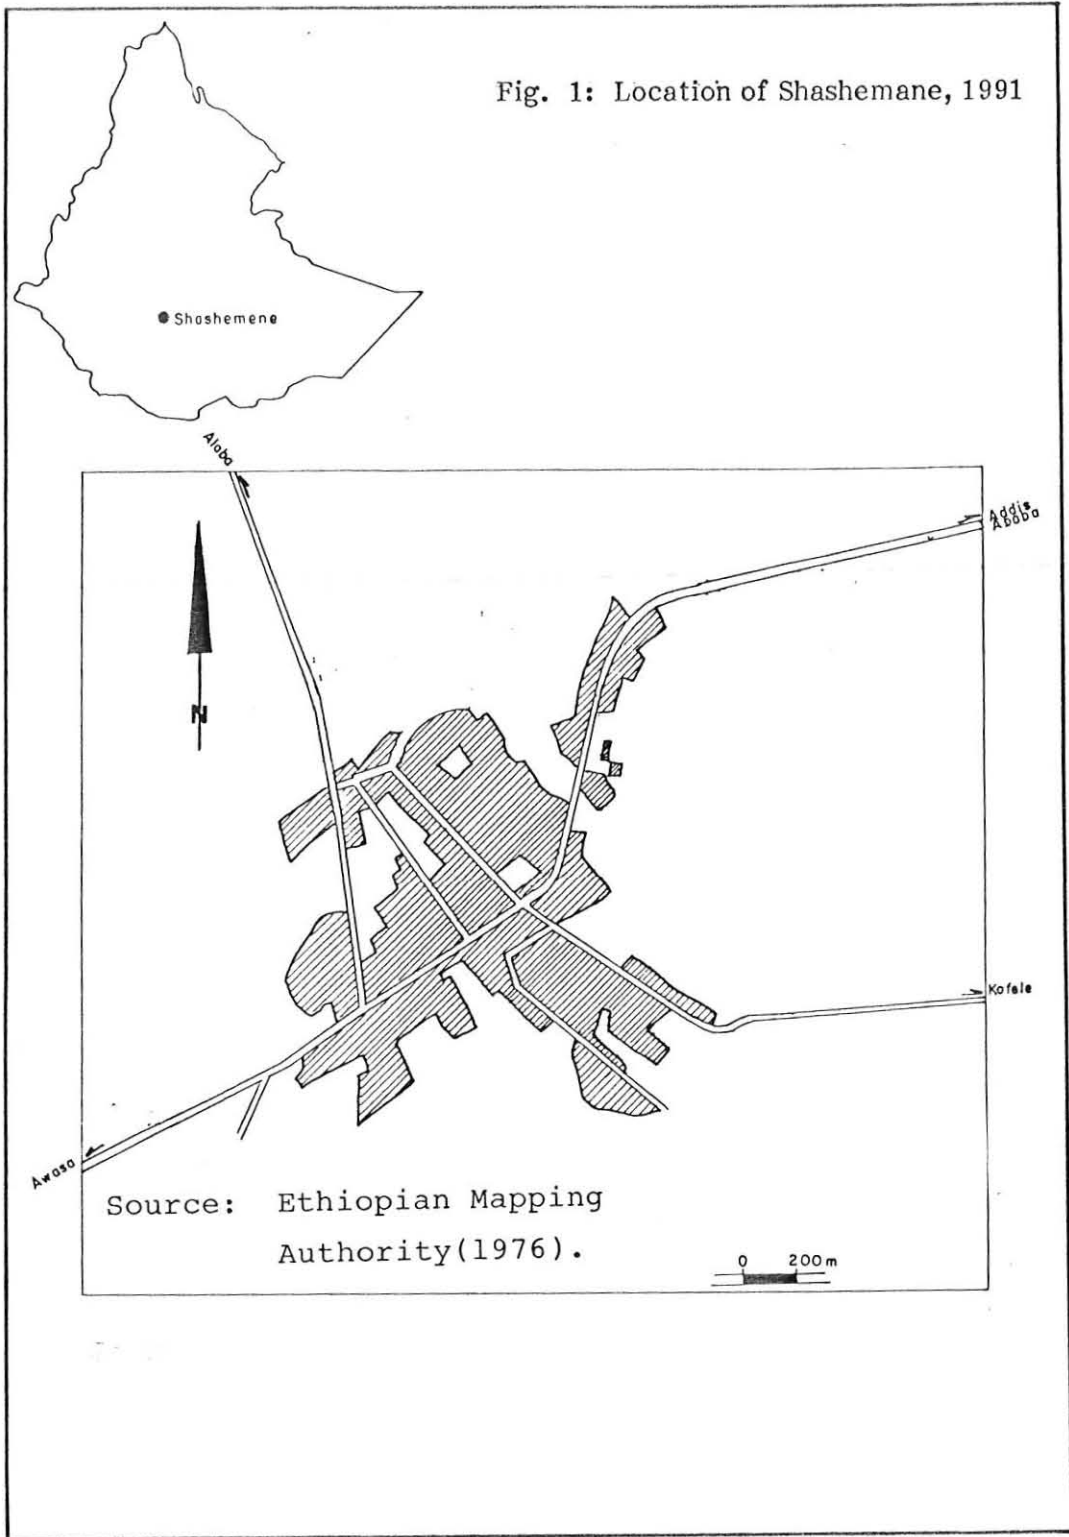 Fig. 1: Location of Shashemane, 1991
Shashemene
Alaba
Addis
Ababa
N
Kofele
Awasa
Source: Ethiopian Mapping
Authority(1976).
0 200m